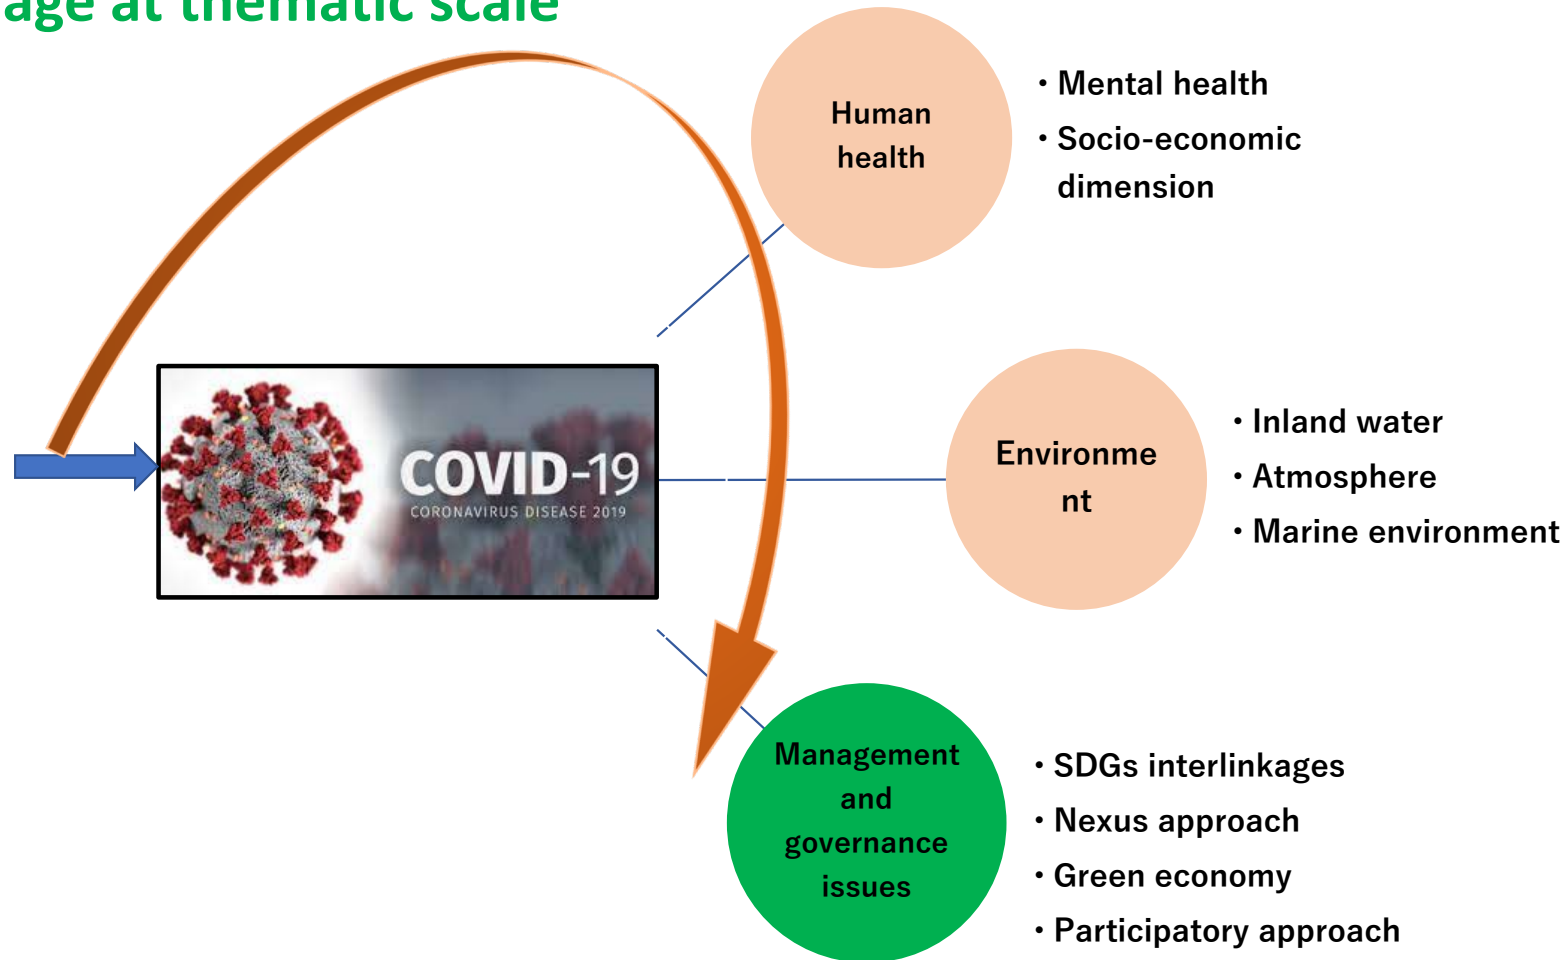 age at thematic scale
Human
health
• Mental health
• Socio-economic
dimension
COVID-19
CORONAVIRUS DISEASE 2019
Environme
nt
• Inland water
• Atmosphere
• Marine environment
Management
and
governance
issues
• SDGs interlinkages
• Nexus approach
• Green economy
• Participatory approach